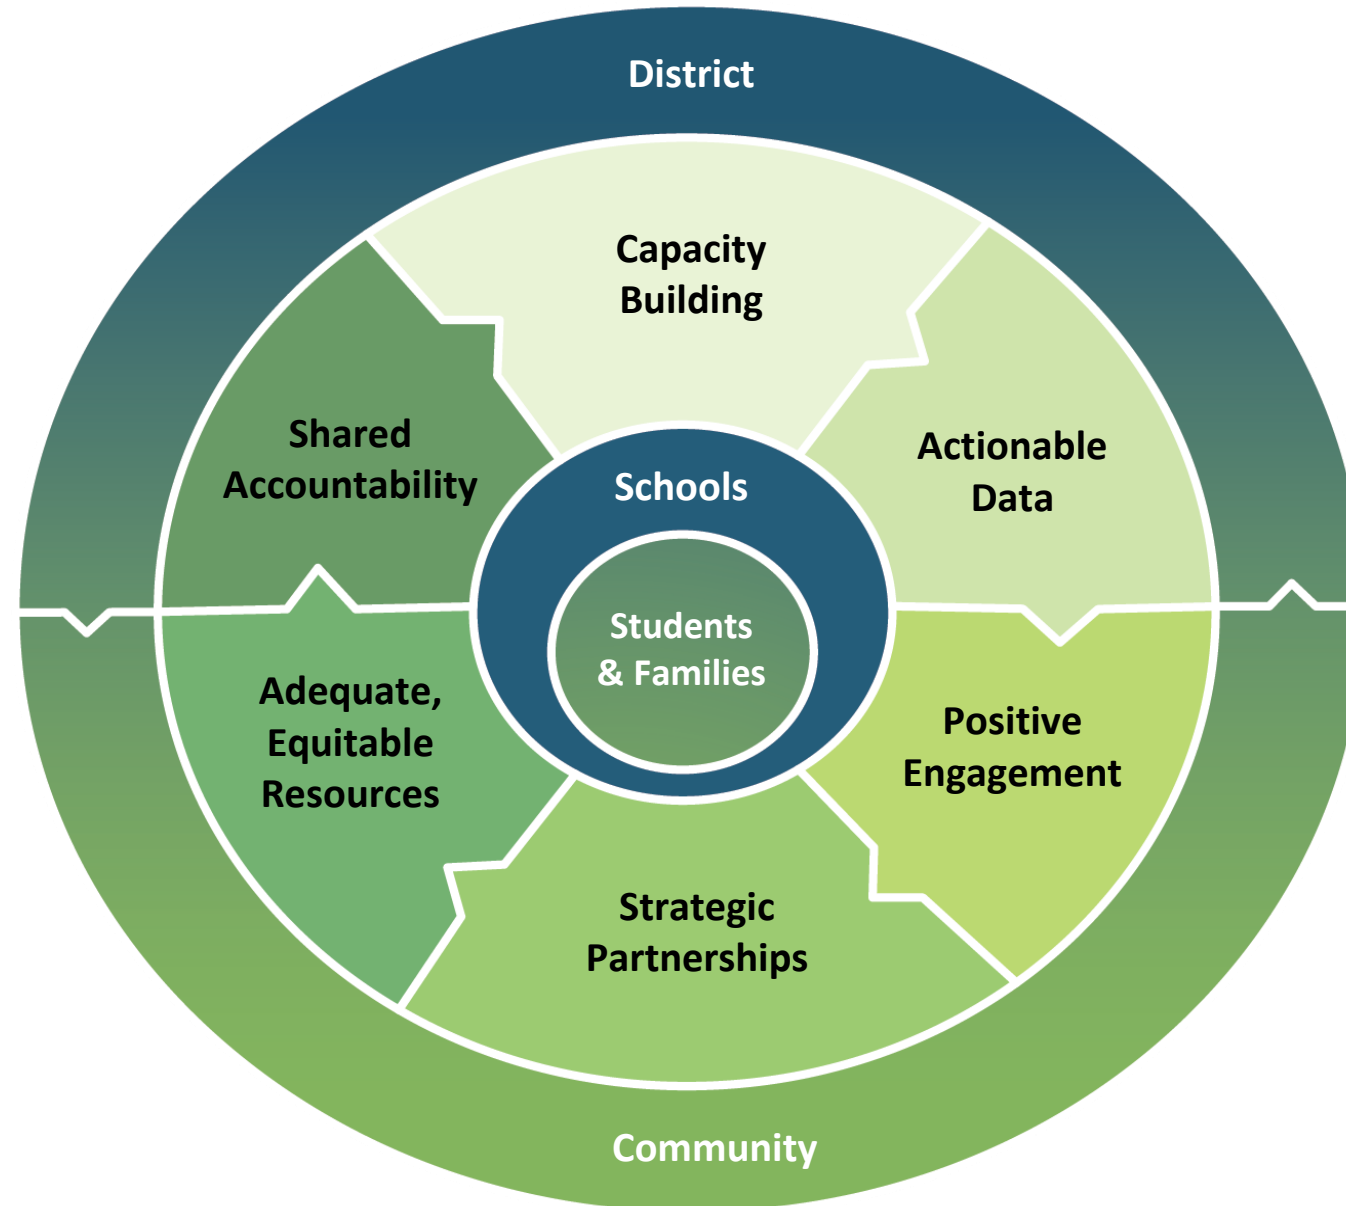 District
Capacity
Building
Shared
Accountability
Actionable
Data
Schools
Students
& Families
Adequate,
Equitable
Resources
Positive
Engagement
Strategic
Partnerships
Community